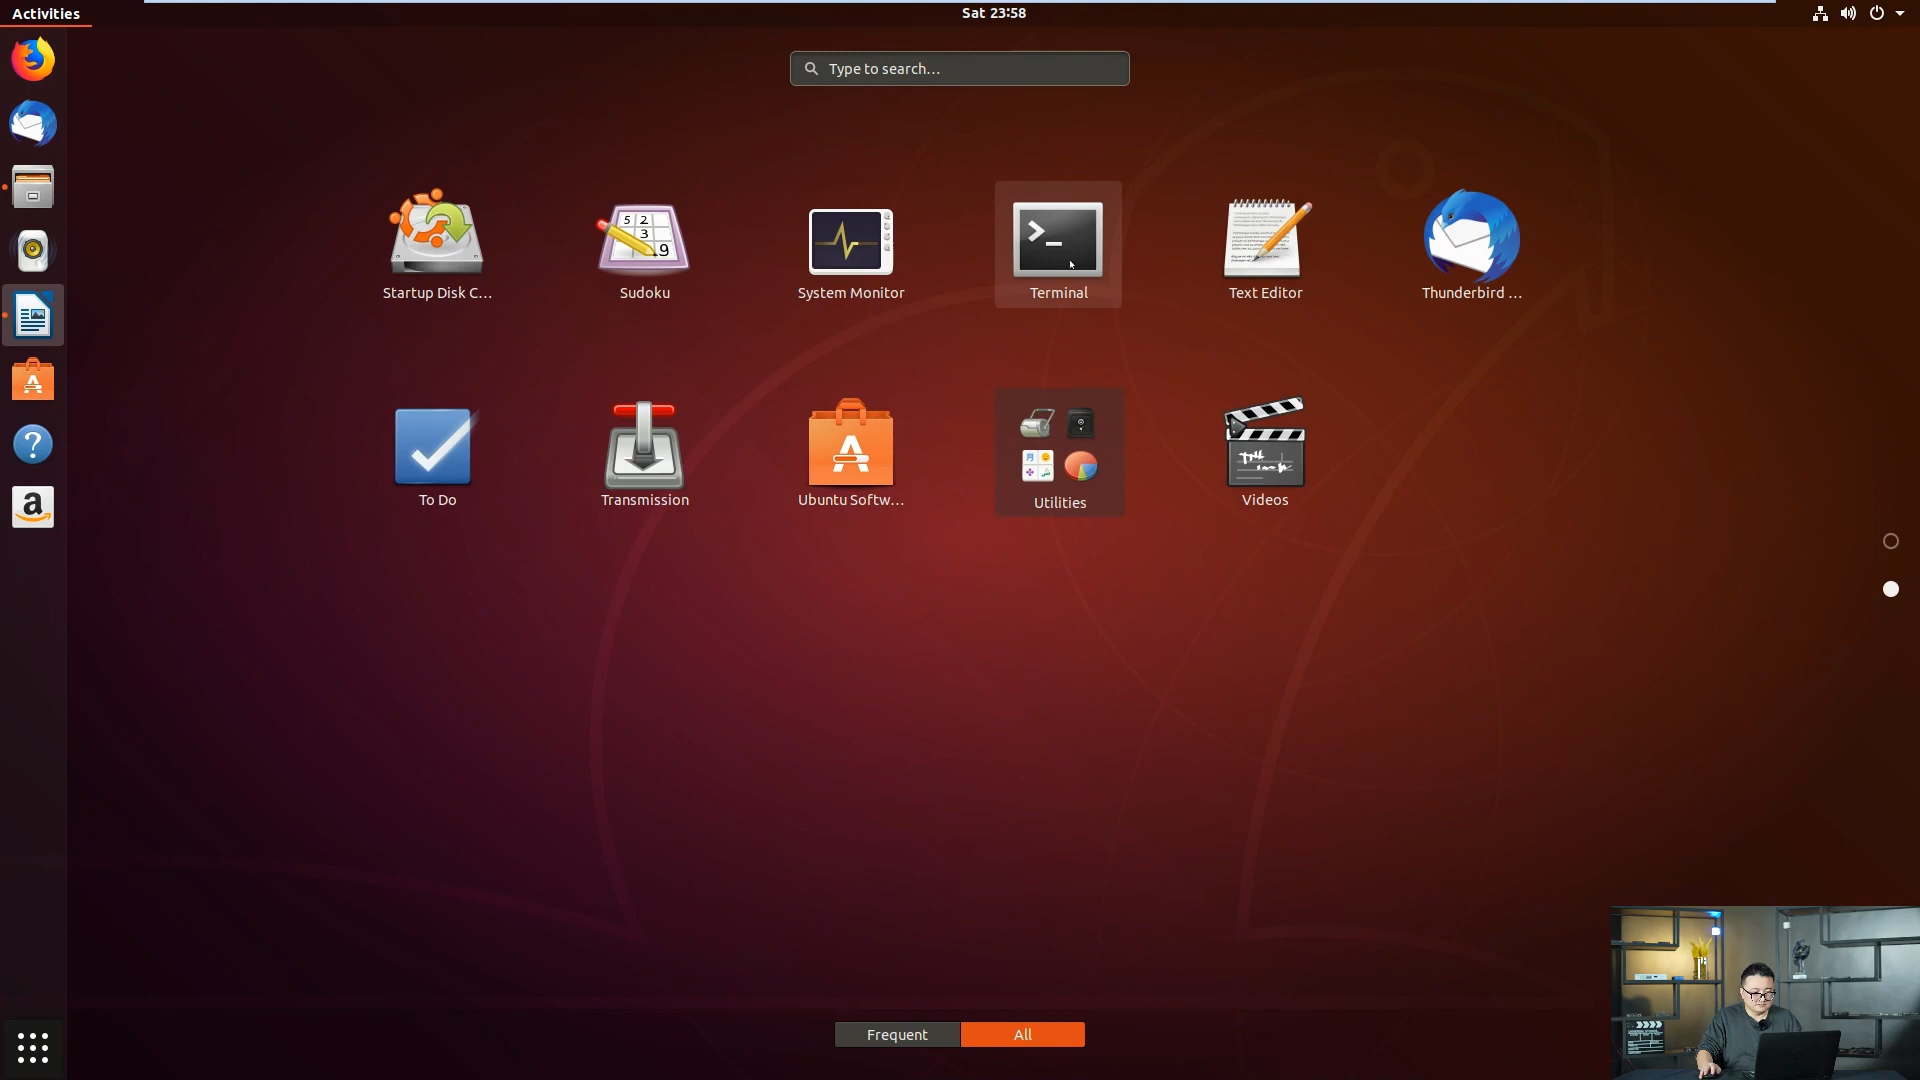 Activities
Sat 23:58
Type to search...
Startup Disk C...
Sudoku
System Monitor
Terminal
Text Editor
Thunderbird ...
To Do
Transmission
Ubuntu Softw...
Utilities
Videos
Frequent
All